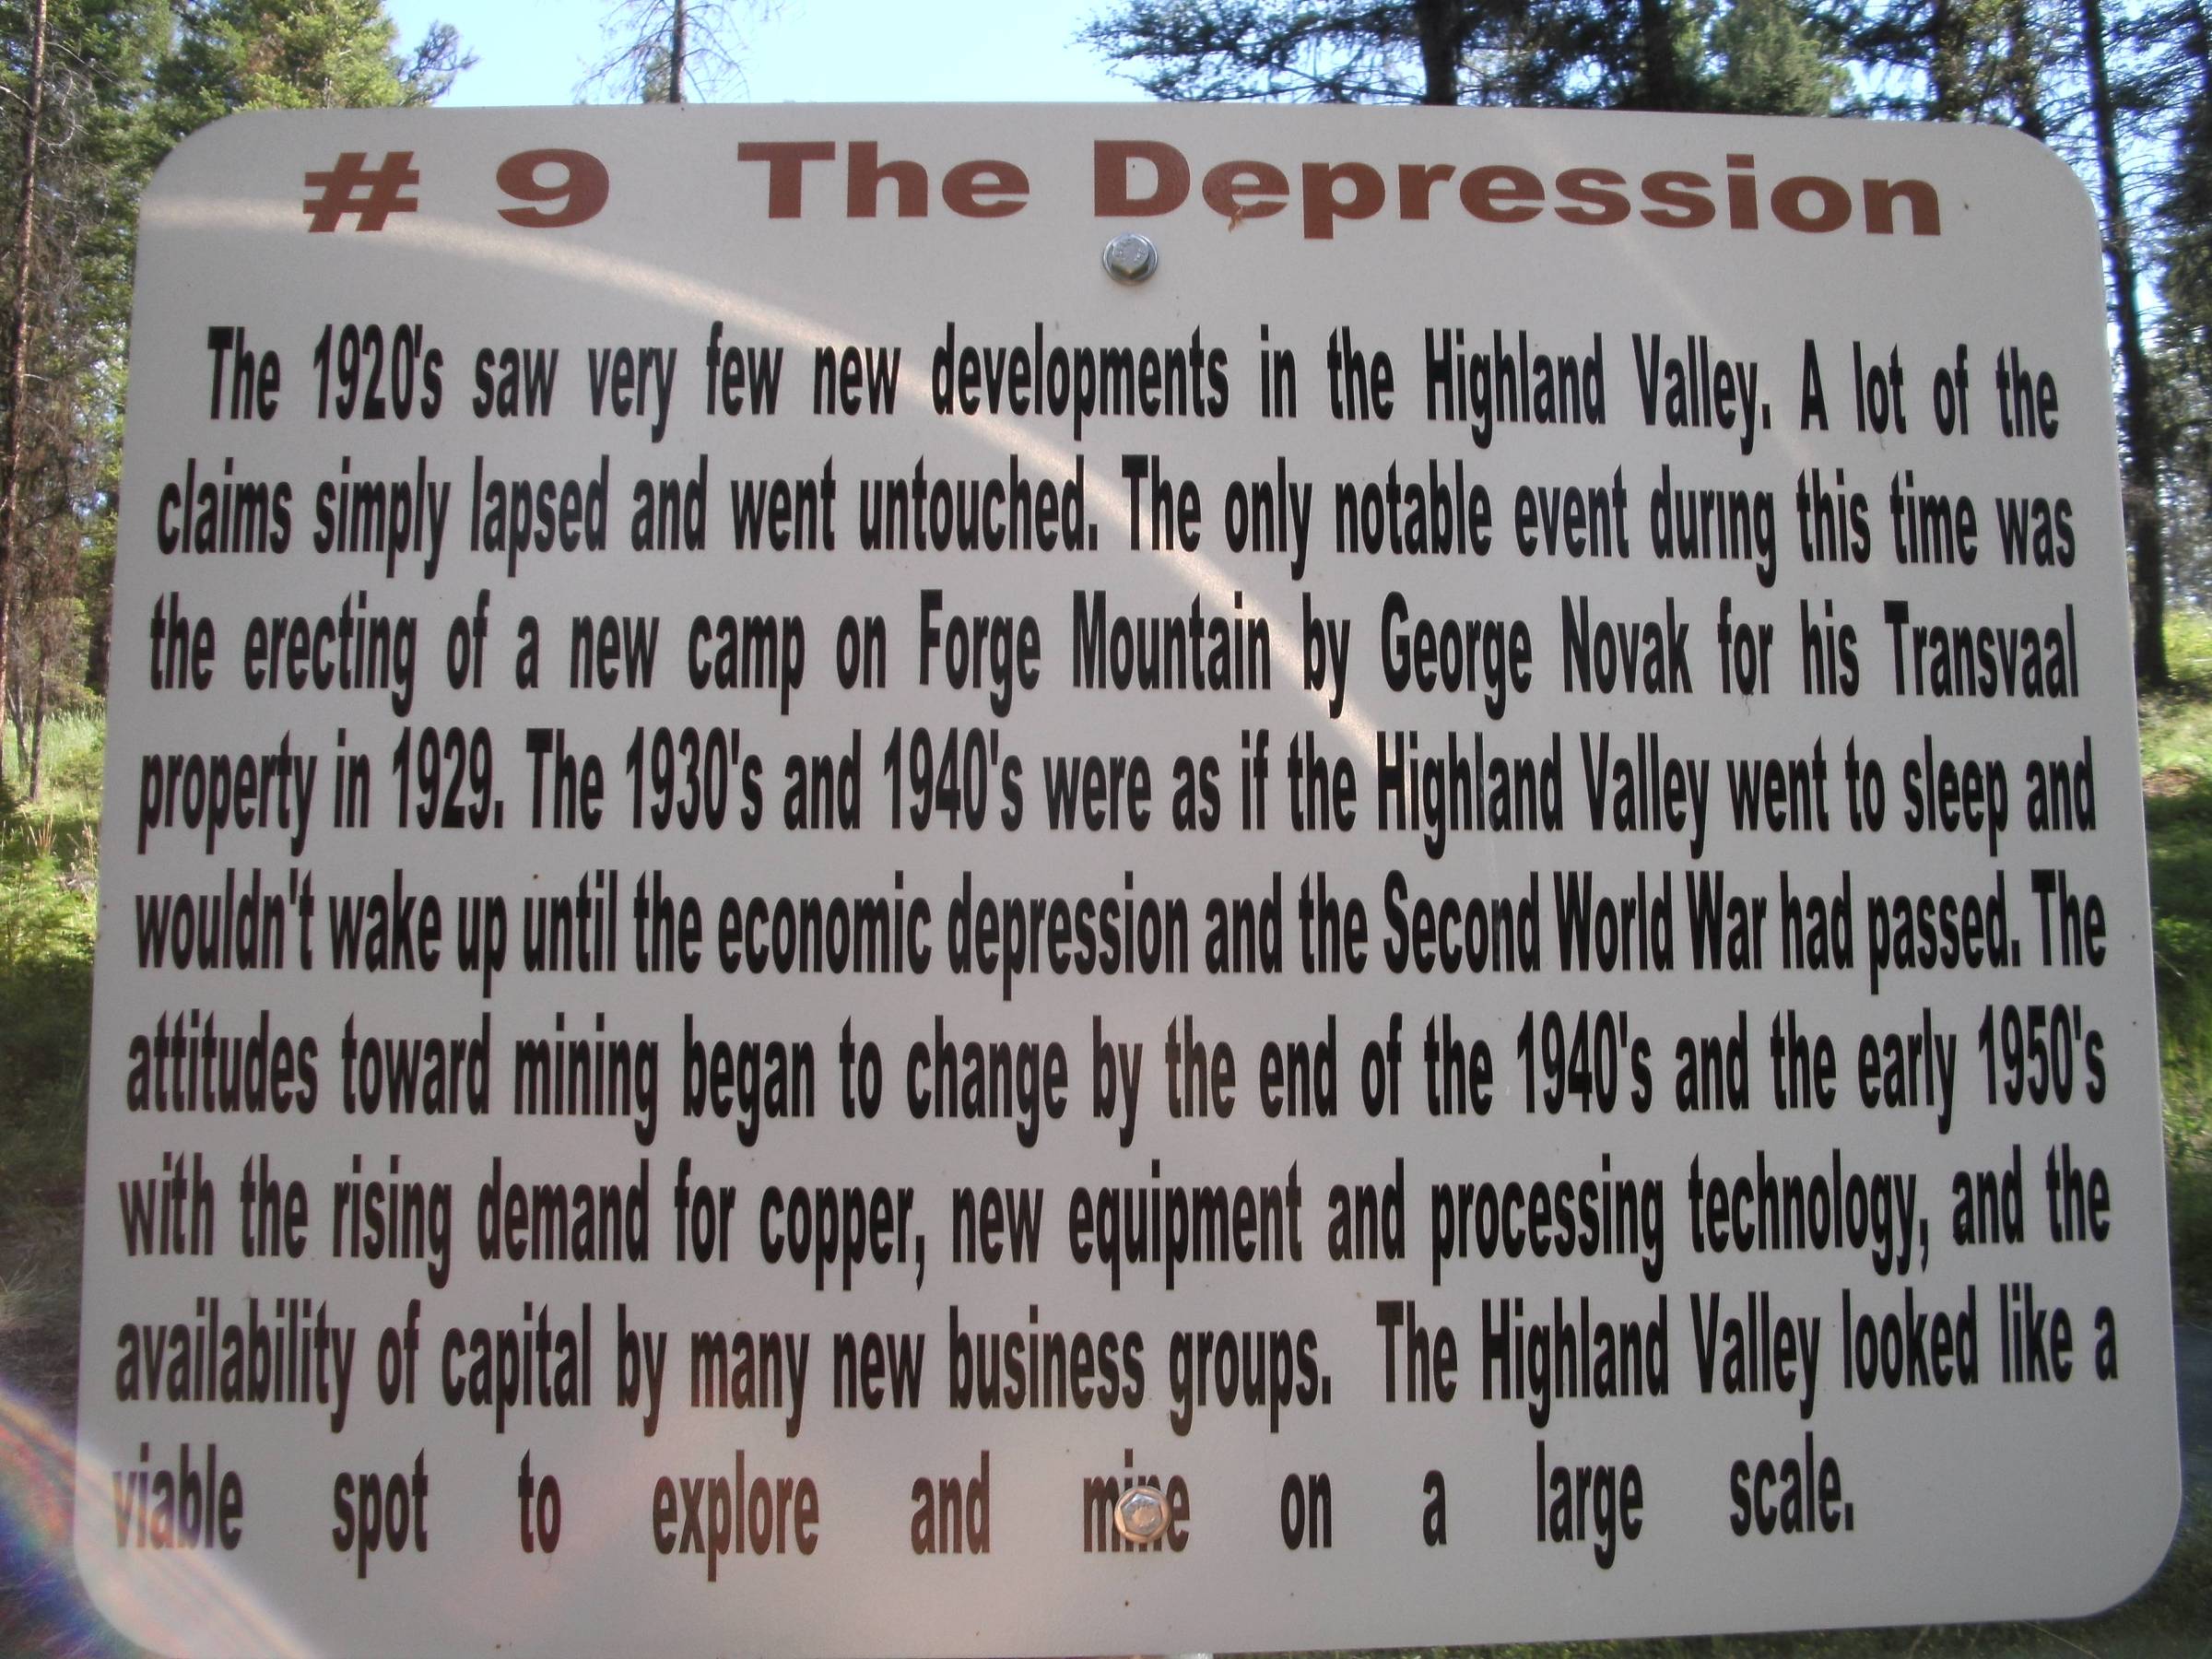 # 9 The Depression
The 1920's saw very few new developments in the Highland Valley. A lot of the
claims simply lapsed and went untouched. The only notable event during this time was
the erecting of a new camp on Forge Mountain by George Novak for his Transvaal
property in 1929. The 1930's and 1940's were as if the Highland Valley went to sleep and
wouldn't wake up until the economic depression and the Second World War had passed. The
attitudes toward mining began to change by the end of the 1940's and the early 1950's
with the rising demand for copper, new equipment and processing technology, and the
availability of capital by many new business groups. The Highland Valley looked like a
viable spot to explore and mine on a large scale.